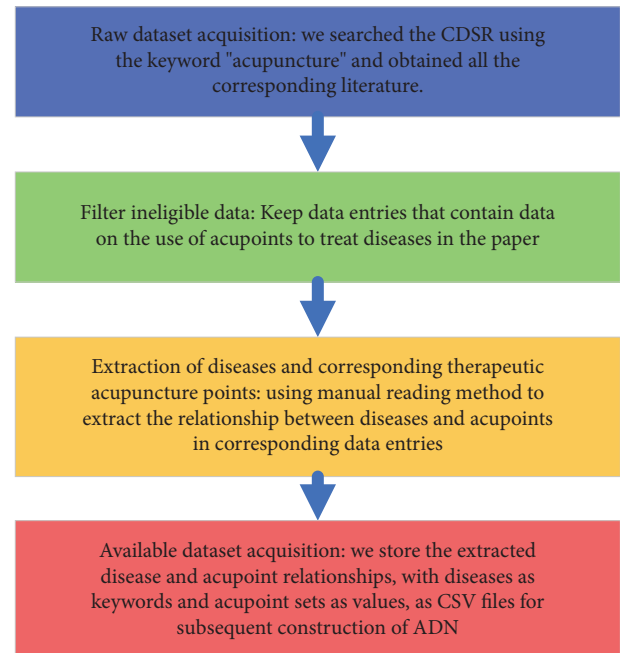 Raw dataset acquisition: we searched the CDSR using
the keyword "acupuncture" and obtained all the
corresponding literature.
Filter ineligible data: Keep data entries that contain data
on the use of acupoints to treat diseases in the paper
Extraction of diseases and corresponding therapeutic
acupuncture points: using manual reading method to
extract the relationship between diseases and acupoints
in corresponding data entries
Available dataset acquisition: we store the extracted
disease and acupoint relationships, with diseases as
keywords and acupoint sets as values, as CSV files for
subsequent construction of ADN